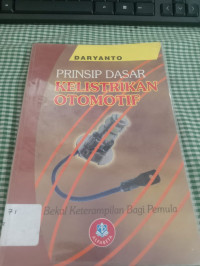 DARYANTO
PRINSIP DASAR
KELISTRIKAN
OTOMOTIF
Bekal Keterampilan Bagi Pemula